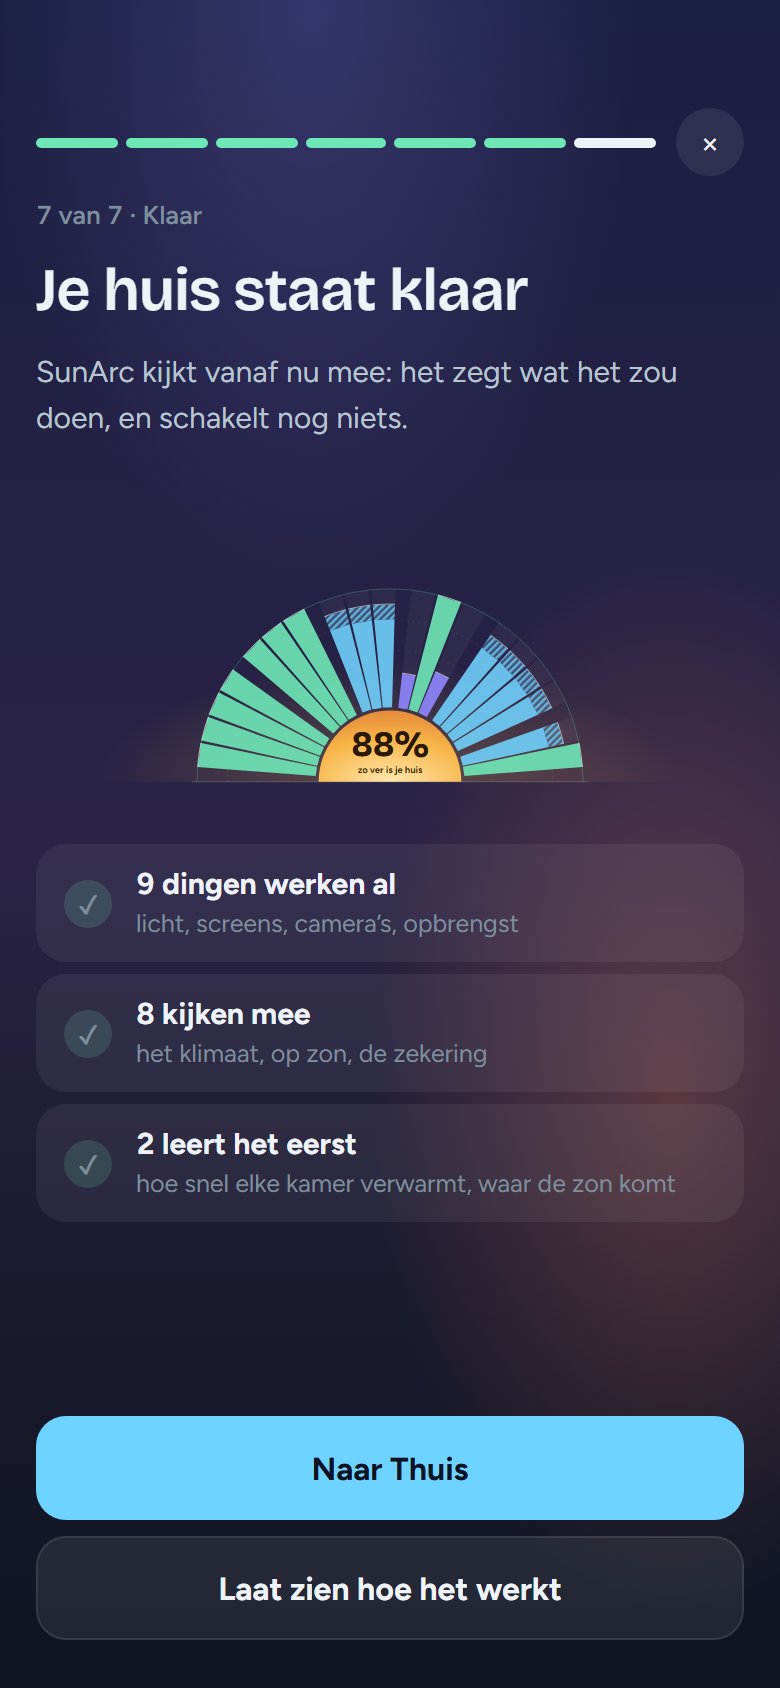 7 van 7 · Klaar
Je huis staat klaar
SunArc kijkt vanaf nu mee: het zegt wat het zou
doen, en schakelt nog niets.
88%
zo ver is je huis
9 dingen werken al
licht, screens, camera’s, opbrengst
8 kijken mee
het klimaat, op zon, de zekering
2 leert het eerst
hoe snel elke kamer verwarmt, waar de zon komt
Naar Thuis
Laat zien hoe het werkt